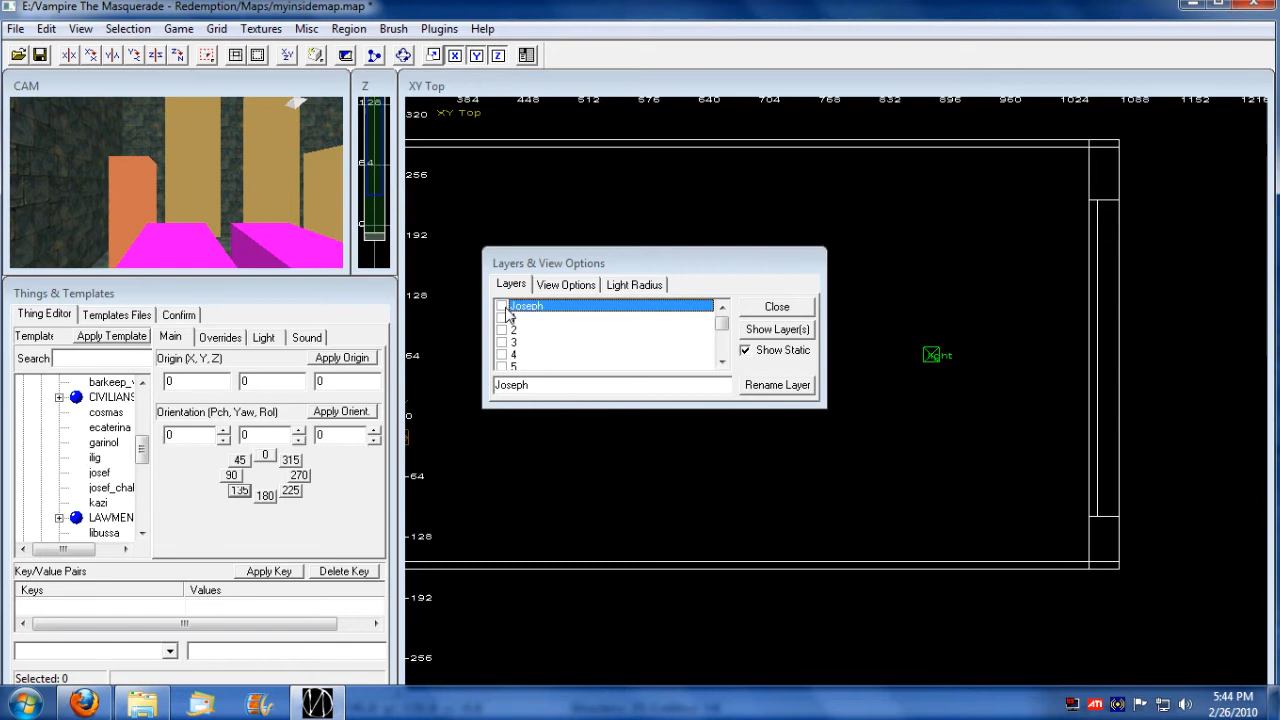 E:/Vampire The Masquerade - Redemption/Maps/myinsidemap.map *
File Edit View Selection Game Grid Textures Misc Region Brush Plugins Help
CAM
Z
XY Top
384 448 512 576 640 704 768 832 896 960 1024 1088 1152 1216
XY Top
320
256
192
128
64
0
-64
-128
-192
-256
128
64
0
Layers & View Options
Layers View Options Light Radius
Joseph
2
3
4
5
Joseph
Close
Show Layer(s)
Show Static
Rename Layer
Things & Templates
Thing Editor Templates Files Confirm
Template Apply Template
Search
barkeep_v
CIVILIANS
cosmas
ecaterina
garinol
ilig
josef
josef_chal
kazi
LAWMEN
libussa
Main Overrides Light Sound
Origin (X, Y, Z) Apply Origin
0 0 0
Orientation (Pch, Yaw, Rol) Apply Orient.
0 0 0
45 0 315
90 270
135 180 225
Key/Value Pairs Apply Key Delete Key
Keys Values
Selected: 0
5:44 PM
2/26/2010